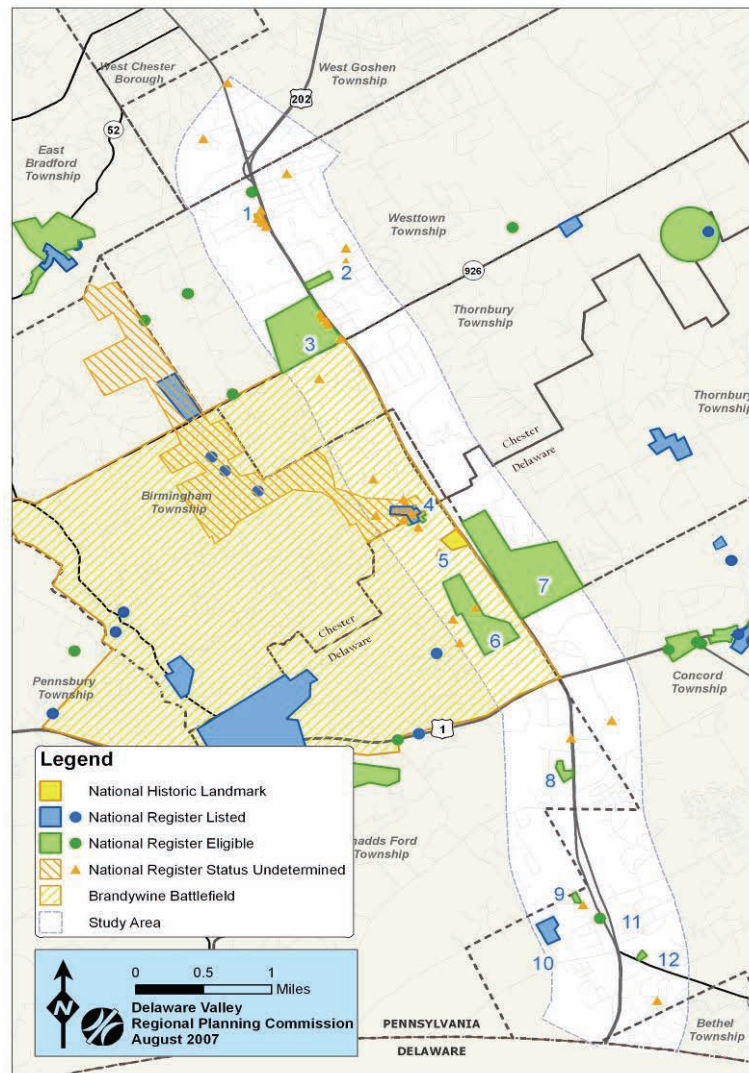 West Chester
Borough
West Goshen
Township
202
52
East
Bradford
Township
1
Westtown
Township
2
926
Thornbury
Township
3
Thornbury
Township
Chester
Delaware
Birmingham
Township
4
5
7
Chester
Delaware
6
Pennsbury
Township
Concord
Township
1
8
hadds Ford
Township
9
11
10
12
Legend
National Historic Landmark
National Register Listed
National Register Eligible
National Register Status Undetermined
Brandywine Battlefield
Study Area
N
0 0.5 1
Miles
Delaware Valley
Regional Planning Commission
August 2007
PENNSYLVANIA
DELAWARE
Bethel
Township